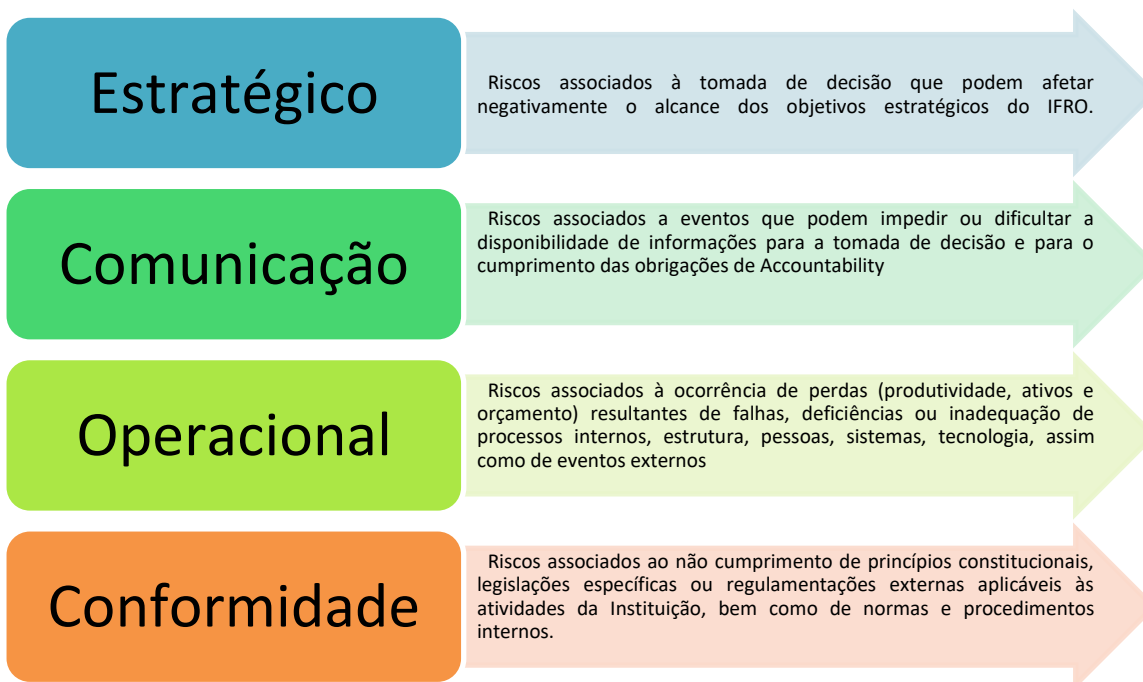 Estratégico
Riscos associados à tomada de decisão que podem afetar
negativamente o alcance dos objetivos estratégicos do IFRO.
Comunicação
Riscos associados a eventos que podem impedir ou dificultar a
disponibilidade de informações para a tomada de decisão e para o
cumprimento das obrigações de Accountability
Operacional
Riscos associados à ocorrência de perdas (produtividade, ativos e
orçamento) resultantes de falhas, deficiências ou inadequação de
processos internos, estrutura, pessoas, sistemas, tecnologia, assim
como de eventos externos
Conformidade
Riscos associados ao não cumprimento de princípios constitucionais,
legislações específicas ou regulamentações externas aplicáveis às
atividades da Instituição, bem como de normas e procedimentos
internos.